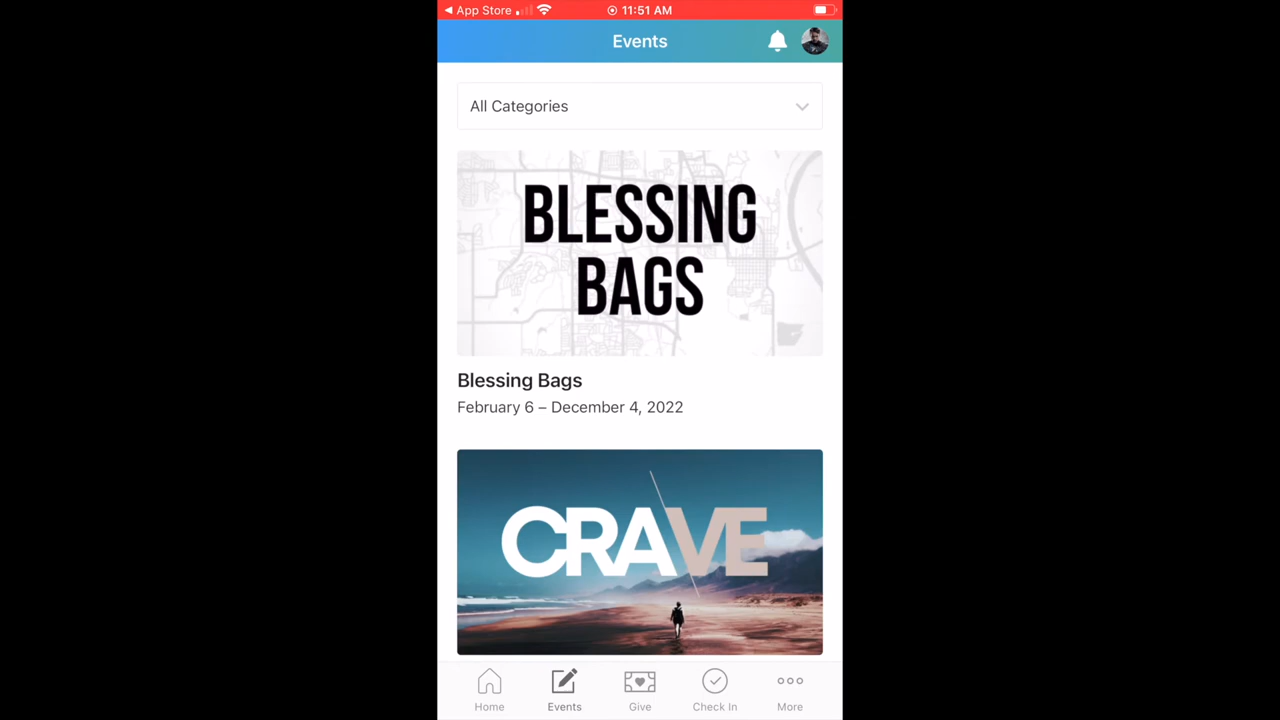 App Store 11:51 AM
Events
All Categories
BLESSING
BAGS
Blessing Bags
February 6 – December 4, 2022
CRAVE
Home Events Give Check In More